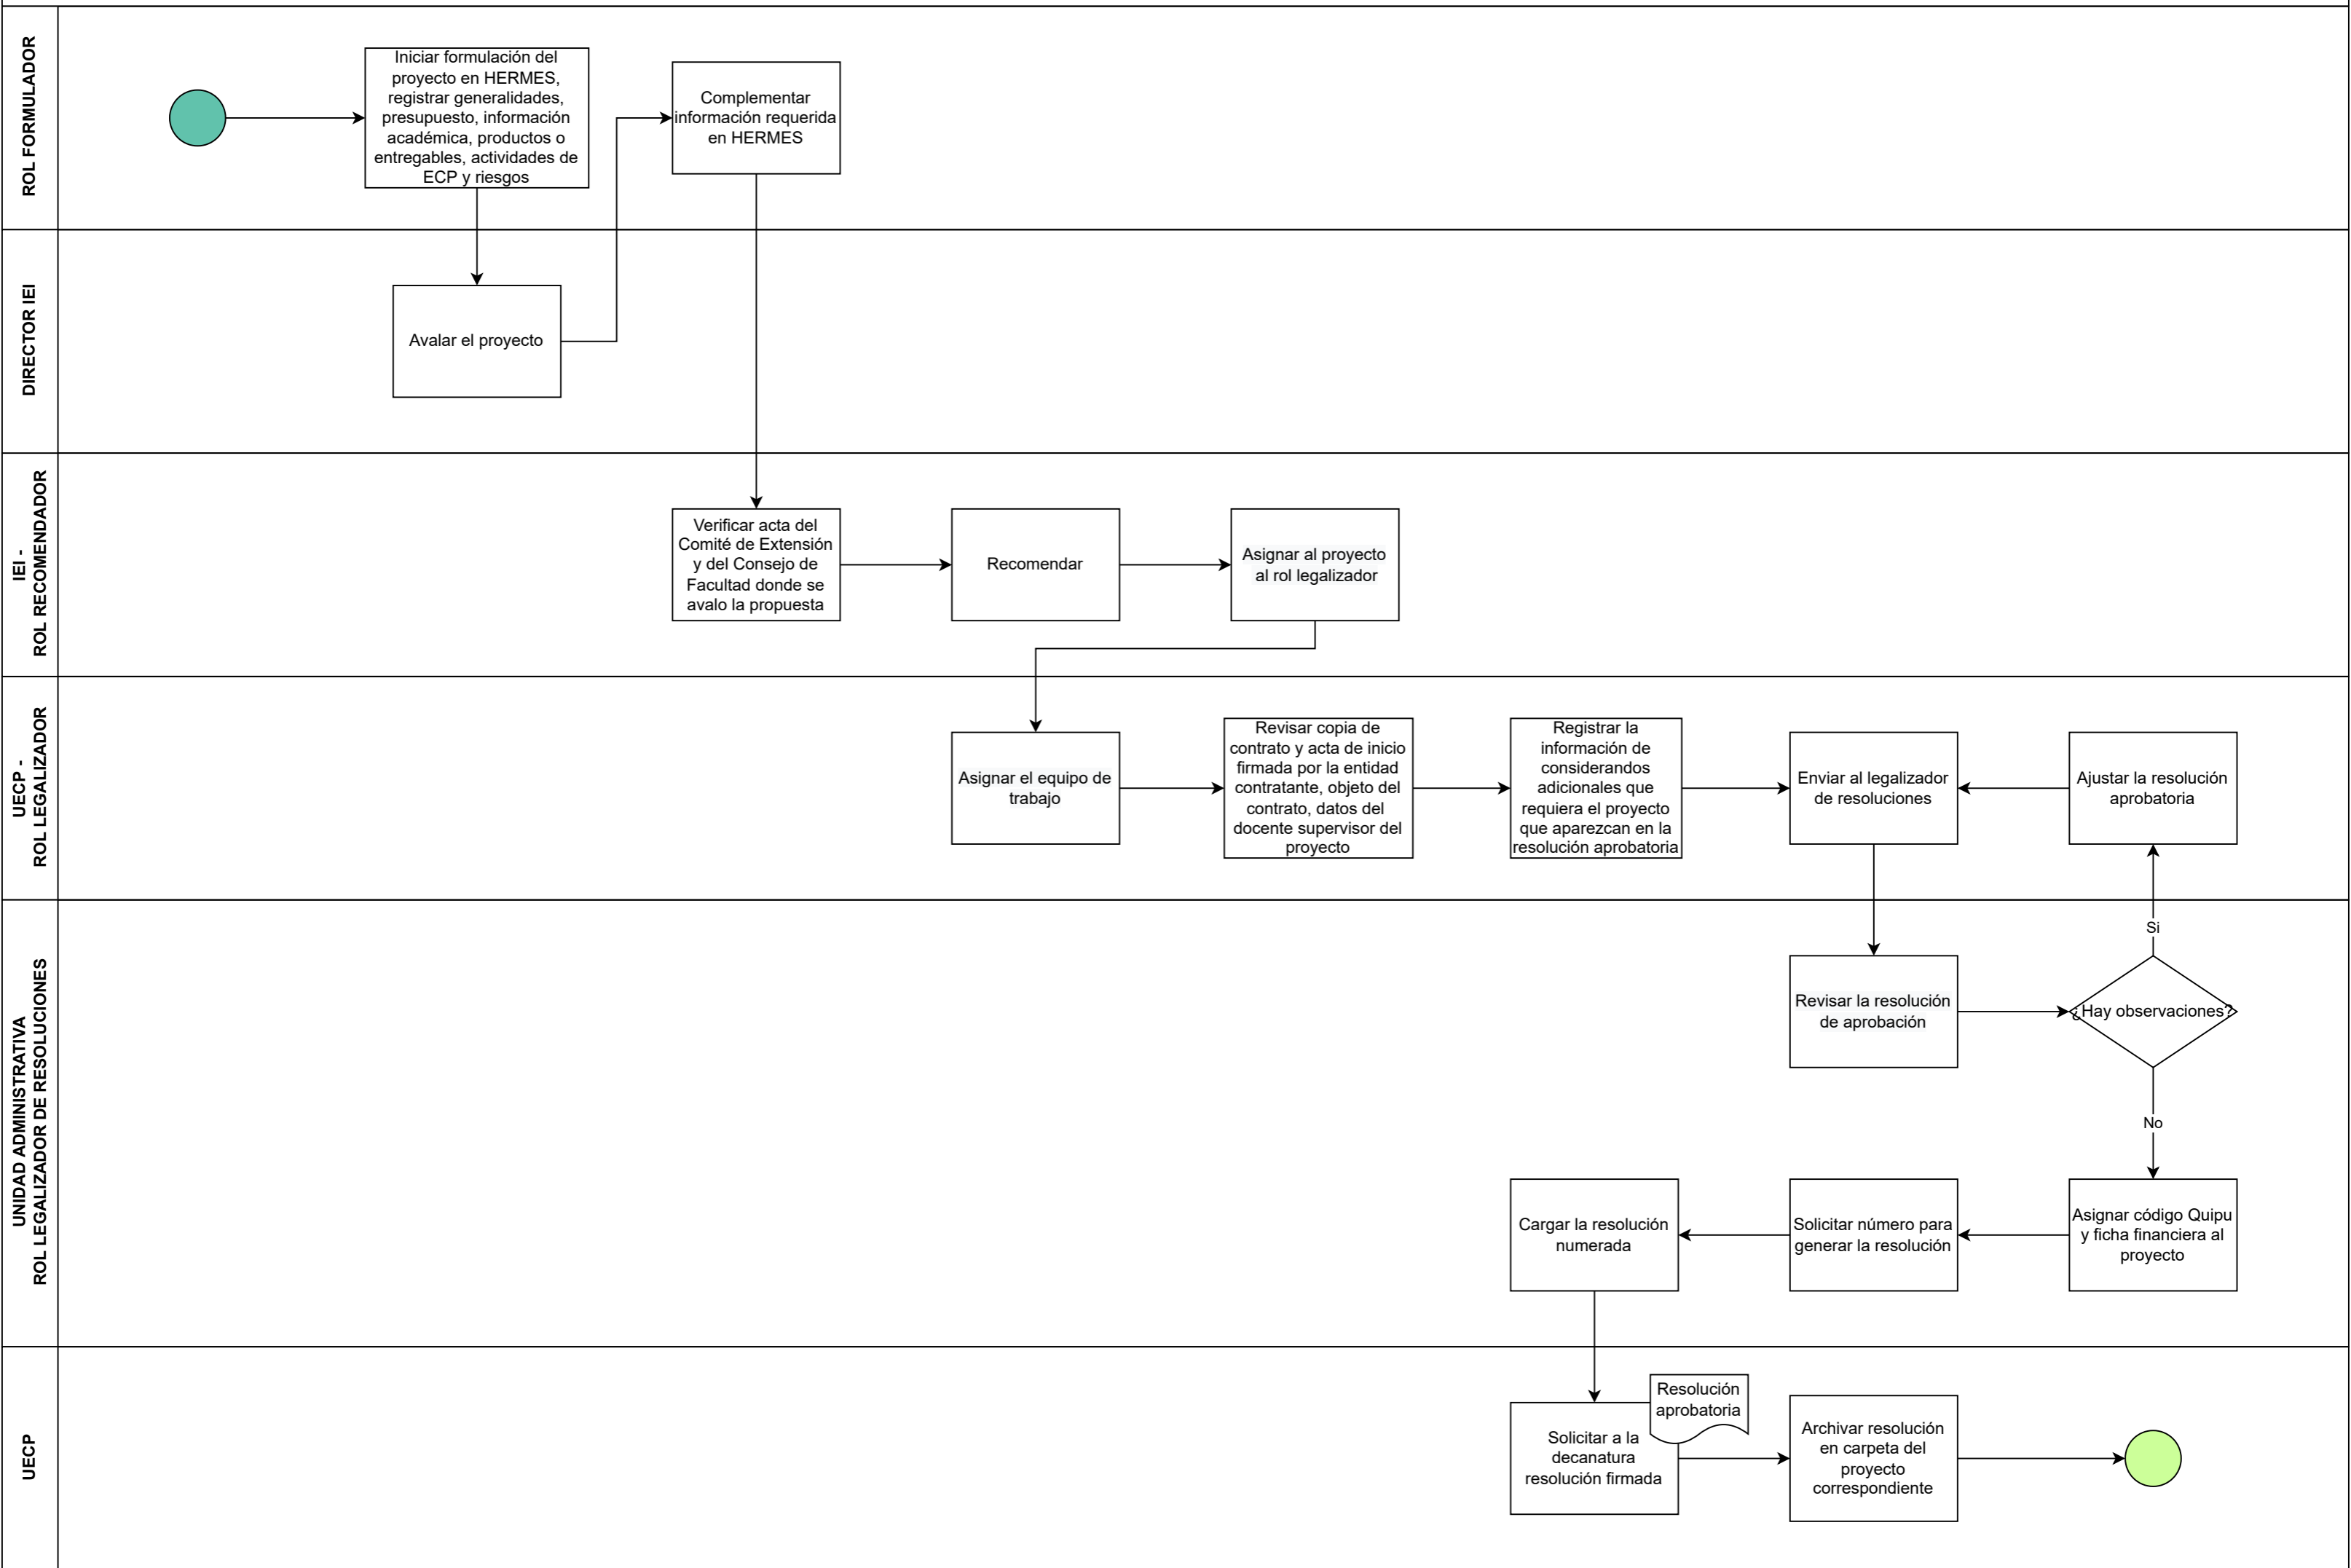 ROL FORMULADOR
Iniciar formulación del
proyecto en HERMES,
registrar generalidades,
presupuesto, información
académica, productos o
entregables, actividades de
ECP y riesgos
Complementar
información requerida
en HERMES
DIRECTOR IEI
Avalar el proyecto
IEI -
ROL RECOMENDADOR
Verificar acta del
Comité de Extensión
y del Consejo de
Facultad donde se
avalo la propuesta
Recomendar
Asignar al proyecto
al rol legalizador
UECP -
ROL LEGALIZADOR
Asignar el equipo de
trabajo
Revisar copia de
contrato y acta de inicio
firmada por la entidad
contratante, objeto del
contrato, datos del
docente supervisor del
proyecto
Registrar la
información de
considerandos
adicionales que
requiera el proyecto
que aparezcan en la
resolución aprobatoria
Enviar al legalizador
de resoluciones
Ajustar la resolución
aprobatoria
UNIDAD ADMINISTRATIVA
ROL LEGALIZADOR DE RESOLUCIONES
Si
Revisar la resolución
de aprobación
¿Hay observaciones?
No
Cargar la resolución
numerada
Solicitar número para
generar la resolución
Asignar código Quipu
y ficha financiera al
proyecto
UECP
Solicitar a la
decanatura
resolución firmada
Resolución
aprobatoria
Archivar resolución
en carpeta del
proyecto
correspondiente